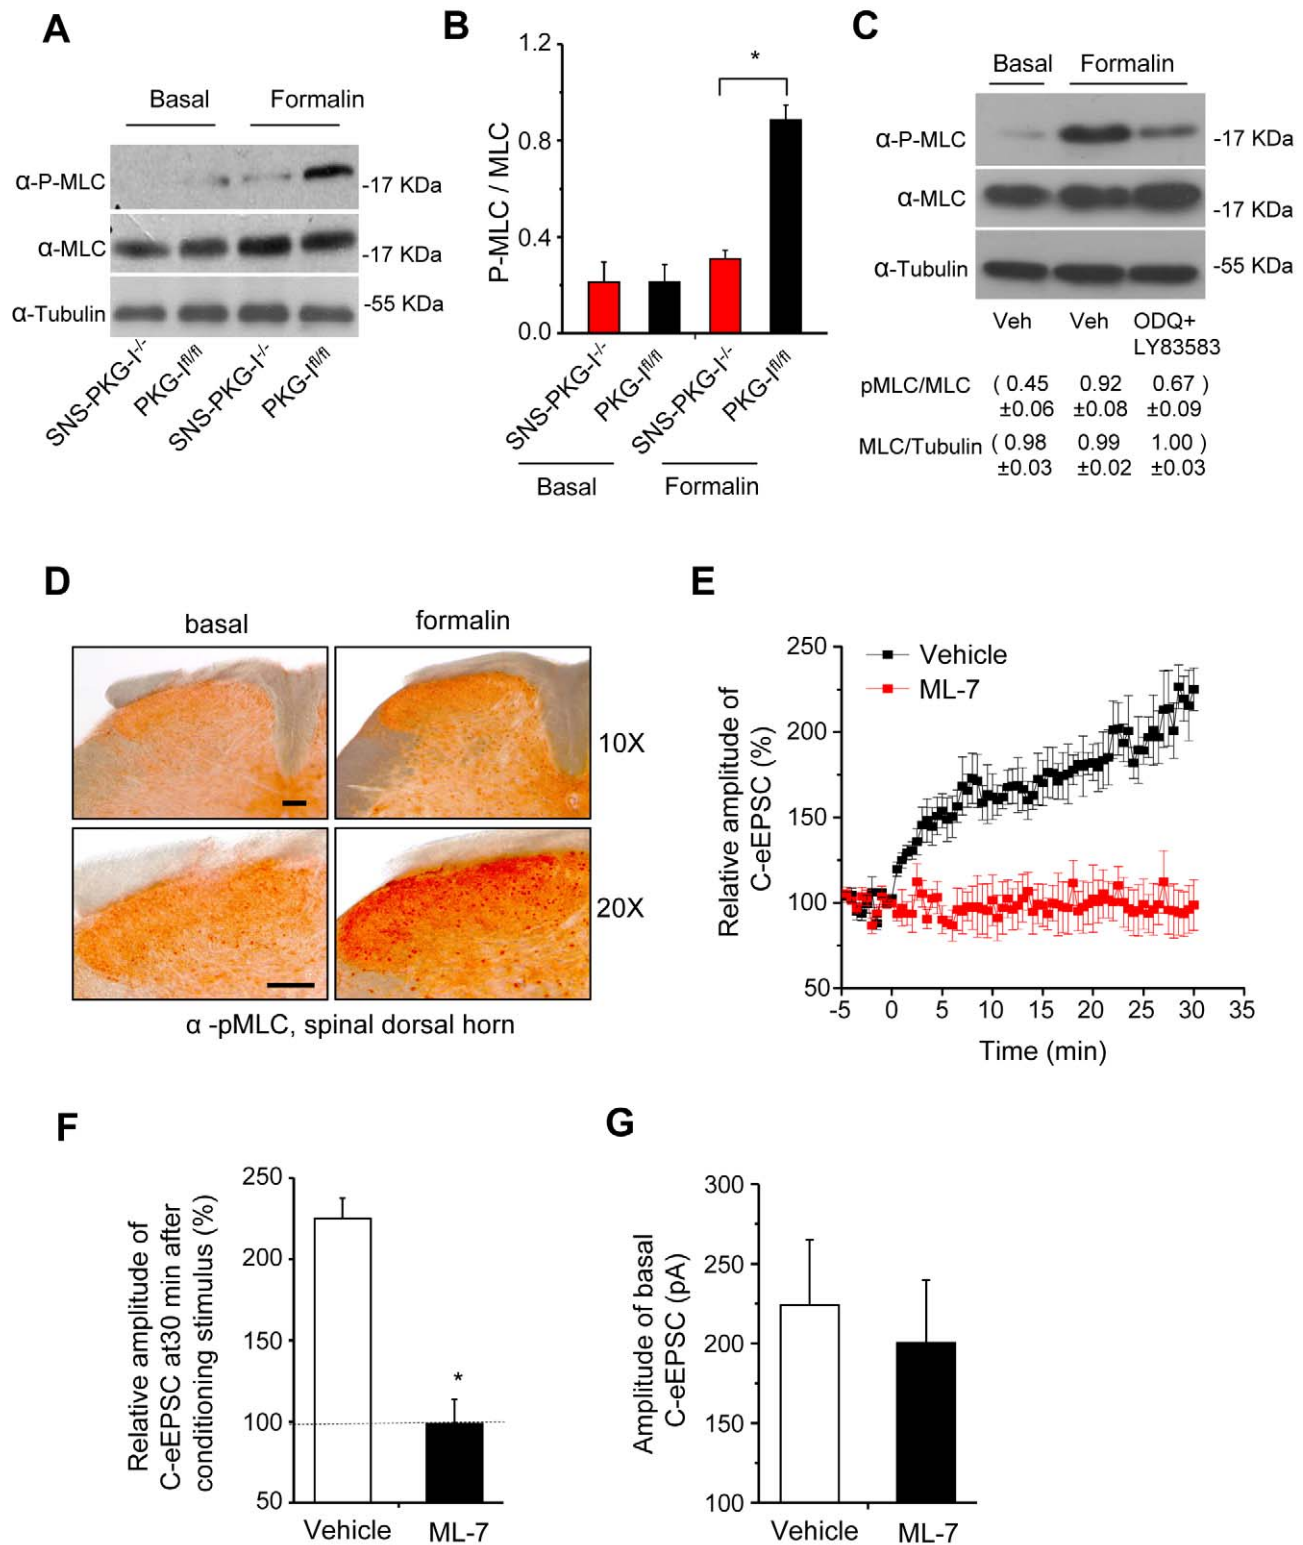 A
Basal Formalin
α-P-MLC
-17 KDa
α-MLC
-17 KDa
α-Tubulin
-55 KDa
SNS-PKG-I-/-
PKG-Ifl/fl
SNS-PKG-I-/-
PKG-Ifl/fl
B
P-MLC / MLC
1.2
0.8
0.4
0.0
*
SNS-PKG-I-/-
PKG-Ifl/fl
SNS-PKG-I-/-
PKG-Ifl/fl
Basal
Formalin
C
Basal Formalin
α-P-MLC
-17 KDa
α-MLC
-17 KDa
α-Tubulin
-55 KDa
Veh Veh ODQ+
LY83583
pMLC/MLC ( 0.45 0.92 0.67 )
±0.06 ±0.08 ±0.09
MLC/Tubulin ( 0.98 0.99 1.00 )
±0.03 ±0.02 ±0.03
D
basal formalin
10X
20X
α -pMLC, spinal dorsal horn
E
Relative amplitude of
C-eEPSC (%)
250
200
150
100
50
Vehicle
ML-7
-5 0 5 10 15 20 25 30 35
Time (min)
F
Relative amplitude of
C-eEPSC at30 min after
conditioning stimulus (%)
250
200
150
100
50
*
Vehicle ML-7
G
Amplitude of basal
C-eEPSC (pA)
300
250
200
150
100
Vehicle ML-7